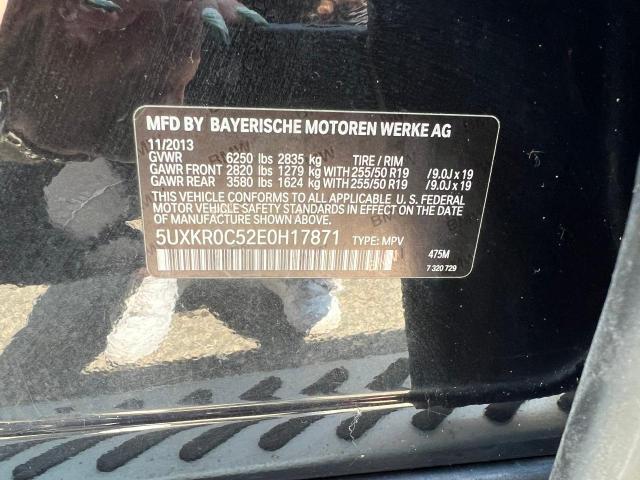 MFD BY BAYERISCHE MOTOREN WERKE AG
11/2013
GVWR 6250 lbs 2835 kg TIRE / RIM
GAWR FRONT 2820 lbs 1279 kg WITH 255/50 R19 /9.0J x 19
GAWR REAR 3580 lbs 1624 kg WITH 255/50 R19 /9.0J x 19
THIS VEHICLE CONFORMS TO ALL APPLICABLE U. S. FEDERAL
MOTOR VEHICLE SAFETY STANDARDS IN EFFECT ON THE DATE OF
MANUFACTURE SHOWN ABOVE.
5UXKR0C52E0H17871 TYPE: MPV
475M
7 320 729